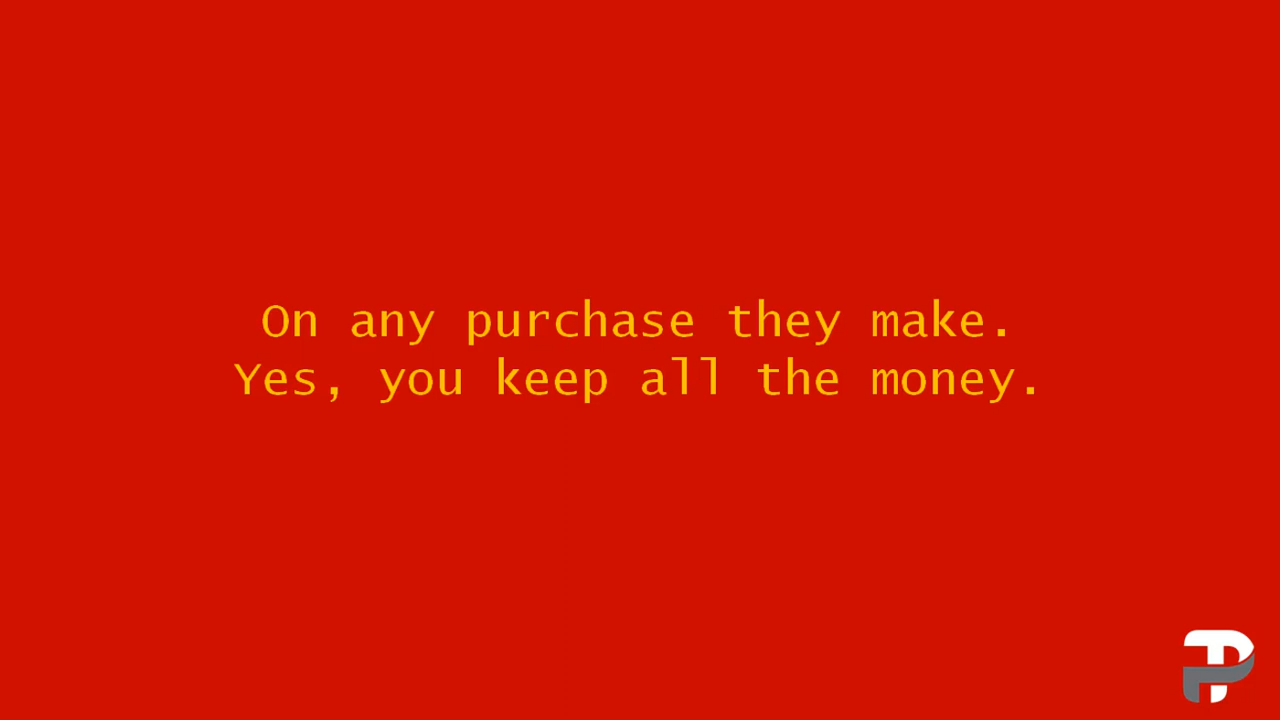 On any purchase they make.
Yes, you keep all the money.